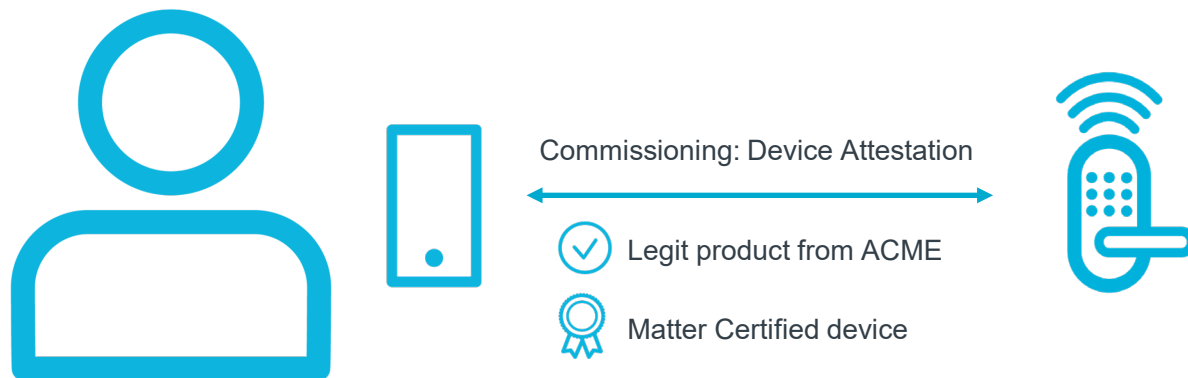 Commissioning: Device Attestation
Legit product from ACME
Matter Certified device